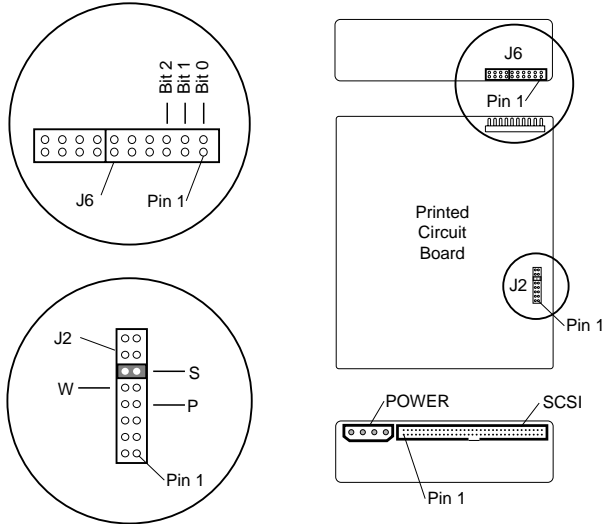 Bit 2
Bit 1
Bit 0
J6
Pin 1
J6
Pin 1
Printed
Circuit
Board
J2
Pin 1
J2
S
W
P
Pin 1
POWER
SCSI
Pin 1